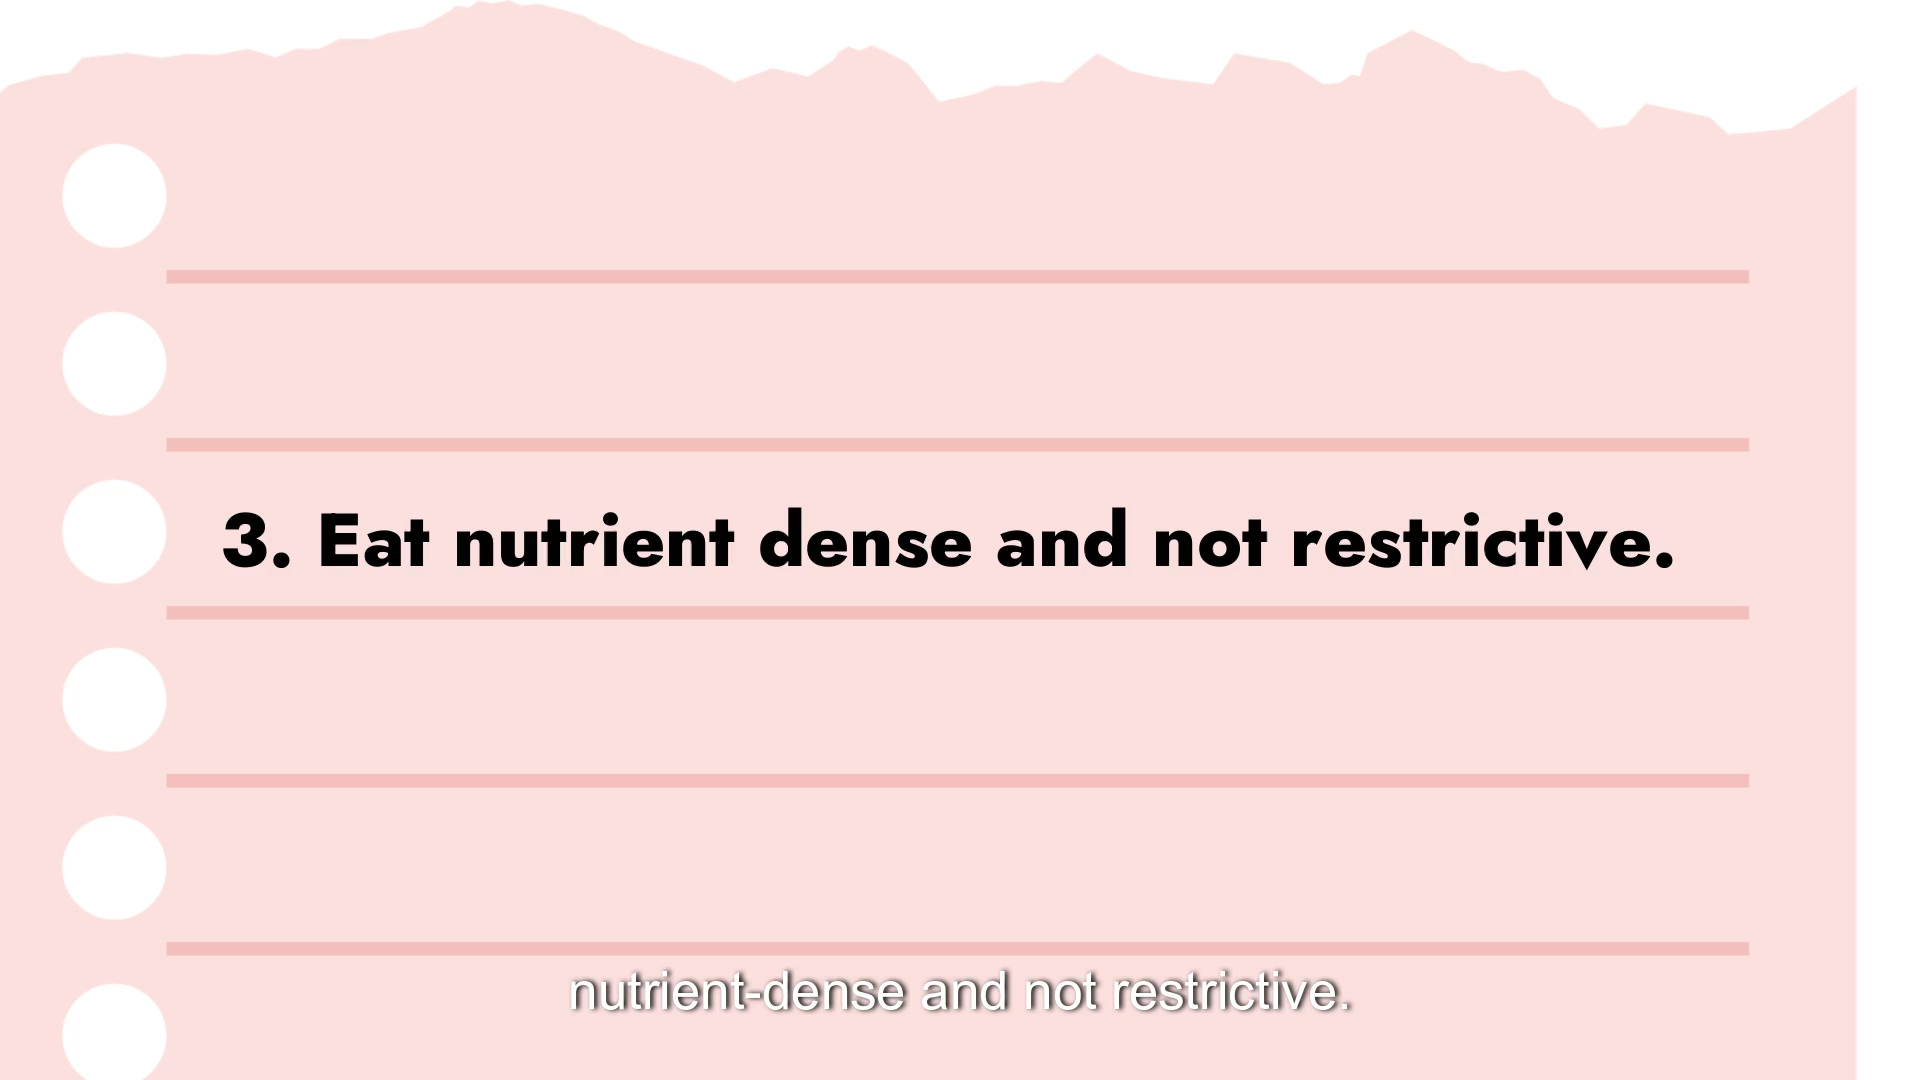 3. Eat nutrient dense and not restrictive.
nutrient-dense and not restrictive.